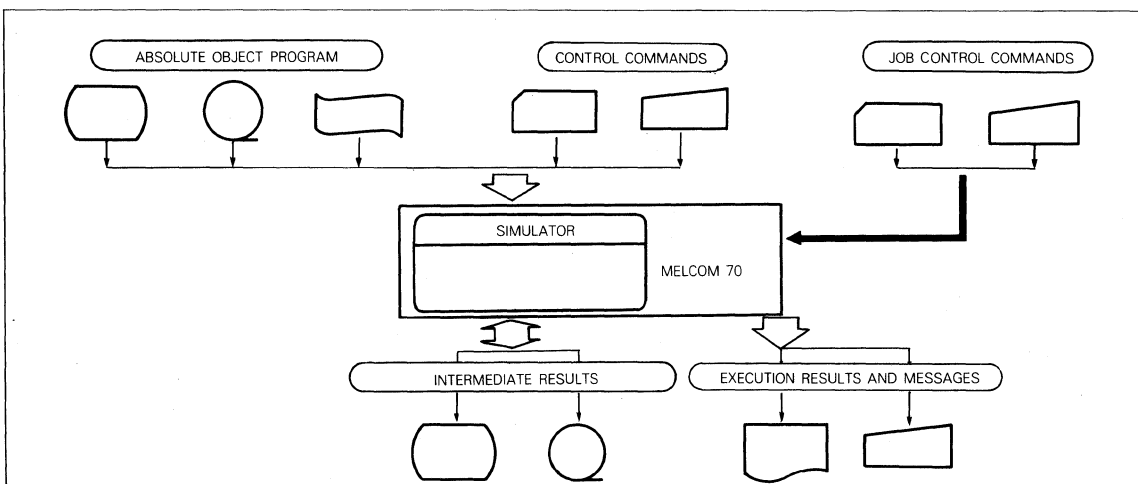 ABSOLUTE OBJECT PROGRAM
CONTROL COMMANDS
JOB CONTROL COMMANDS
SIMULATOR
MELCOM 70
INTERMEDIATE RESULTS
EXECUTION RESULTS AND MESSAGES